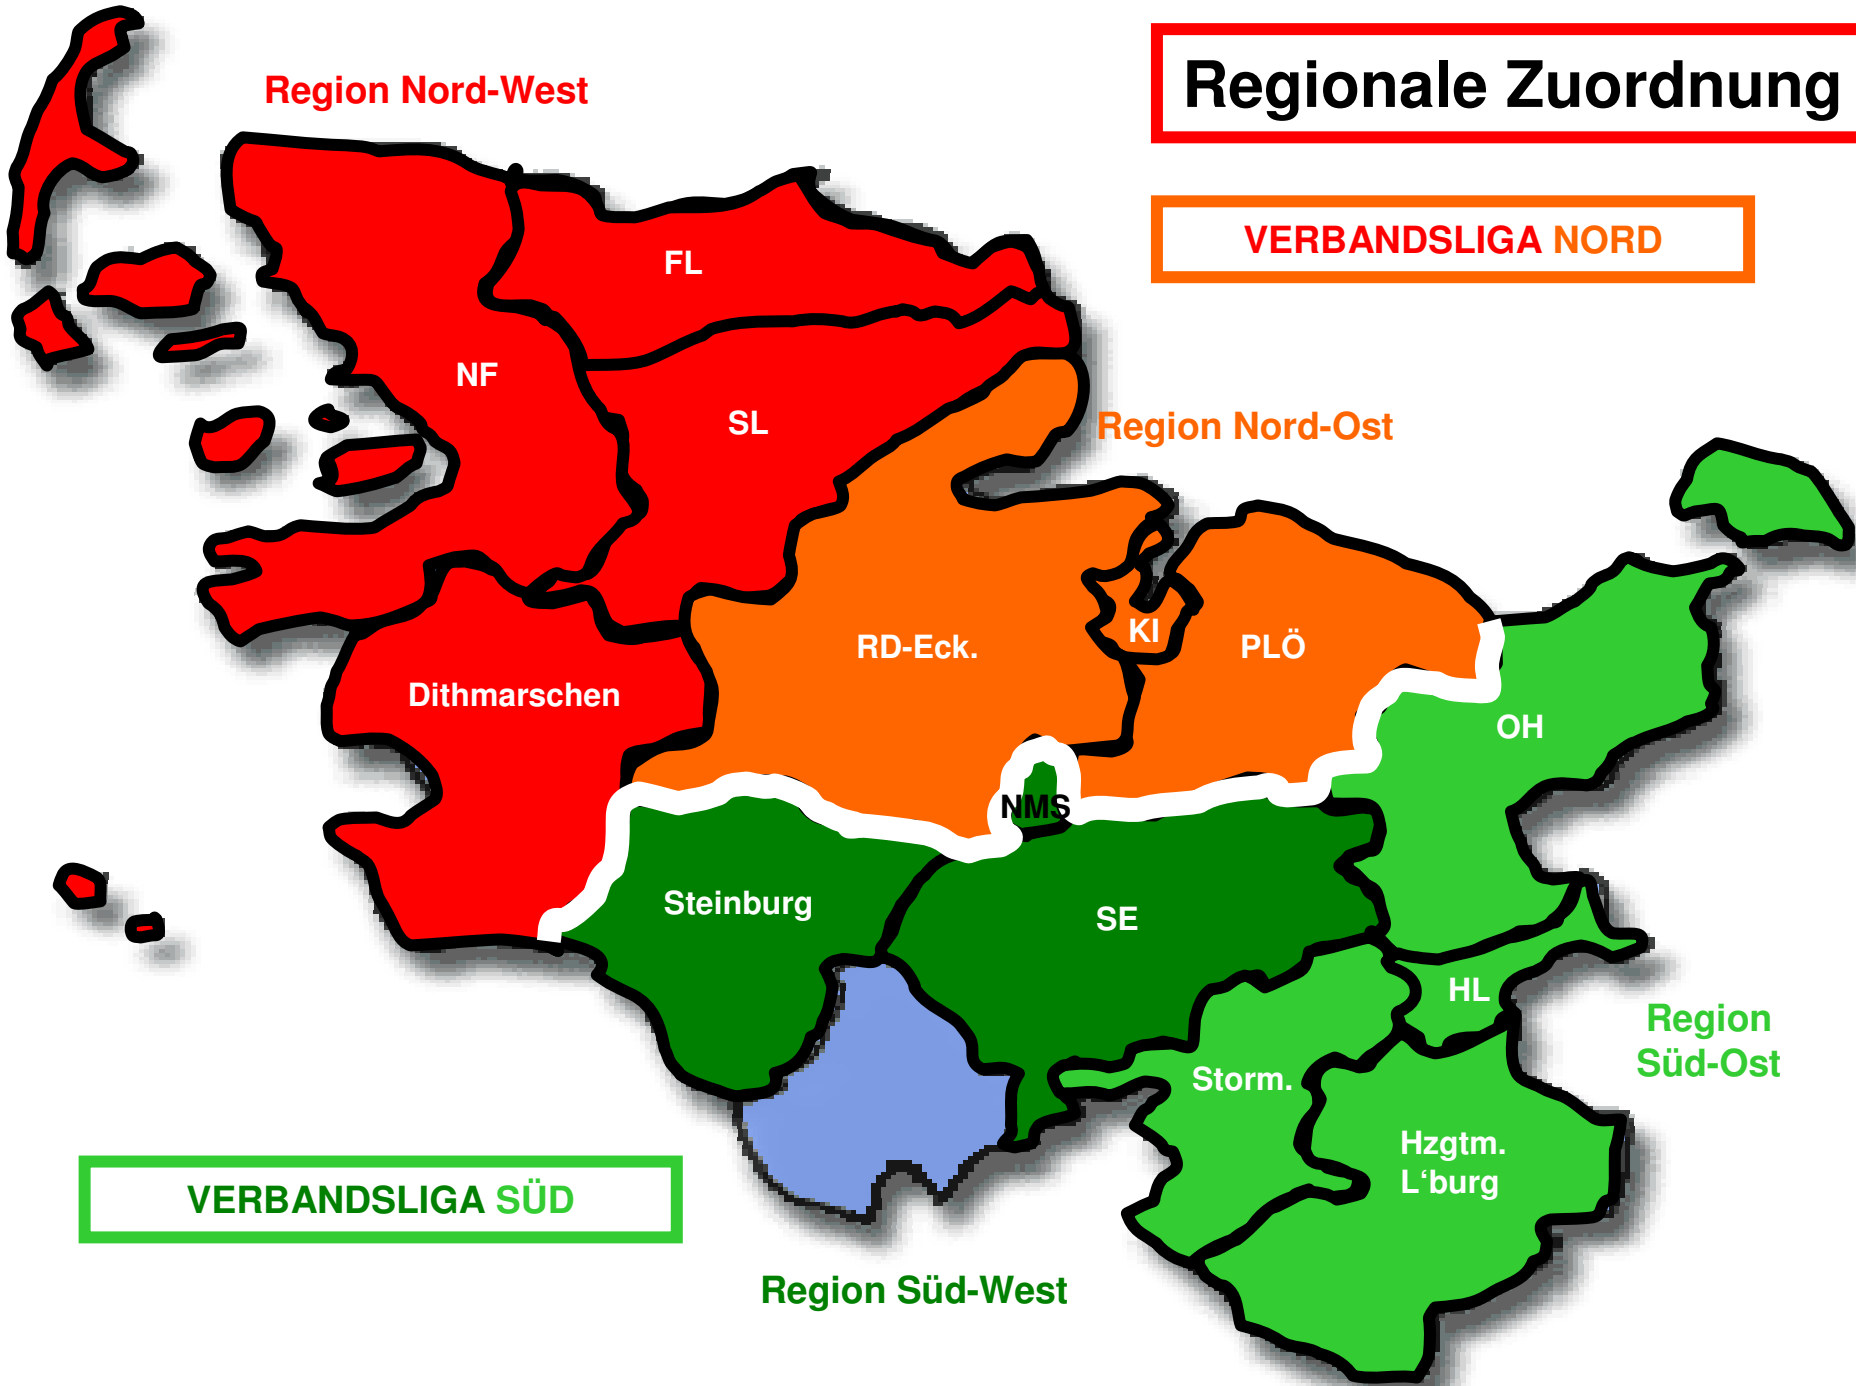 Regionale Zuordnung
Region Nord-West
VERBANDSLIGA NORD
FL
NF
SL
Region Nord-Ost
RD-Eck.
KI
PLÖ
Dithmarschen
OH
NMS
Steinburg
SE
HL
Region
Süd-Ost
Storm.
Hzgtm.
L‘burg
VERBANDSLIGA SÜD
Region Süd-West